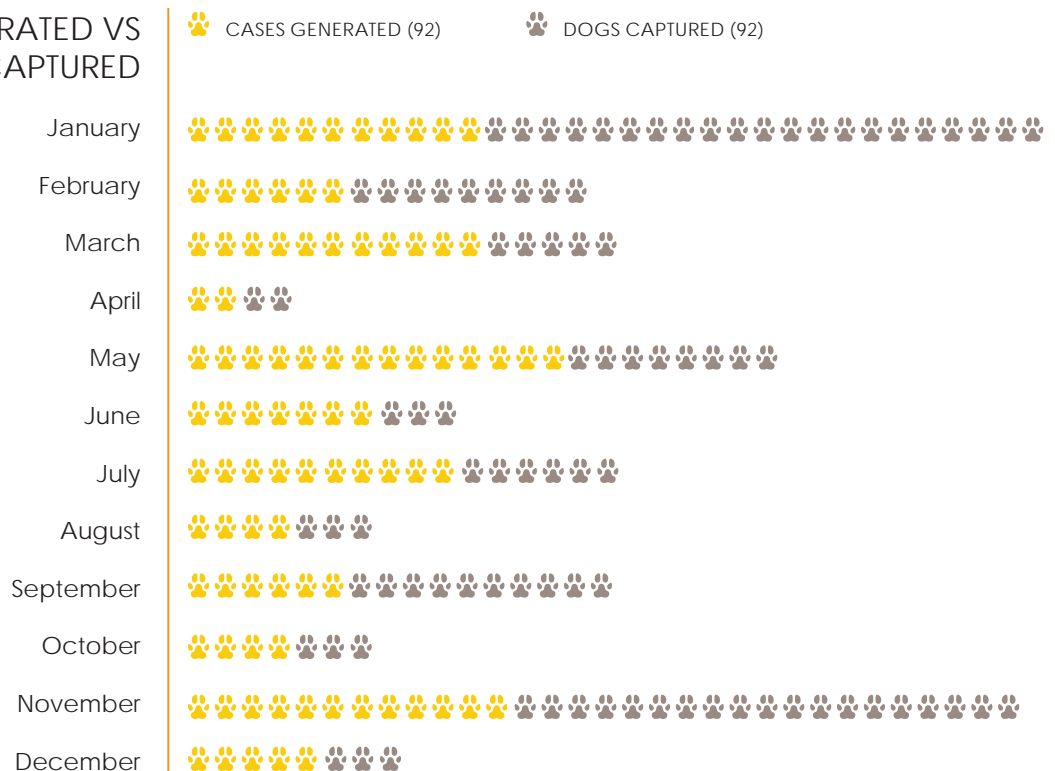 RATED VS
CAPTURED
CASES GENERATED (92)
DOGS CAPTURED (92)
January
February
March
April
May
June
July
August
September
October
November
December